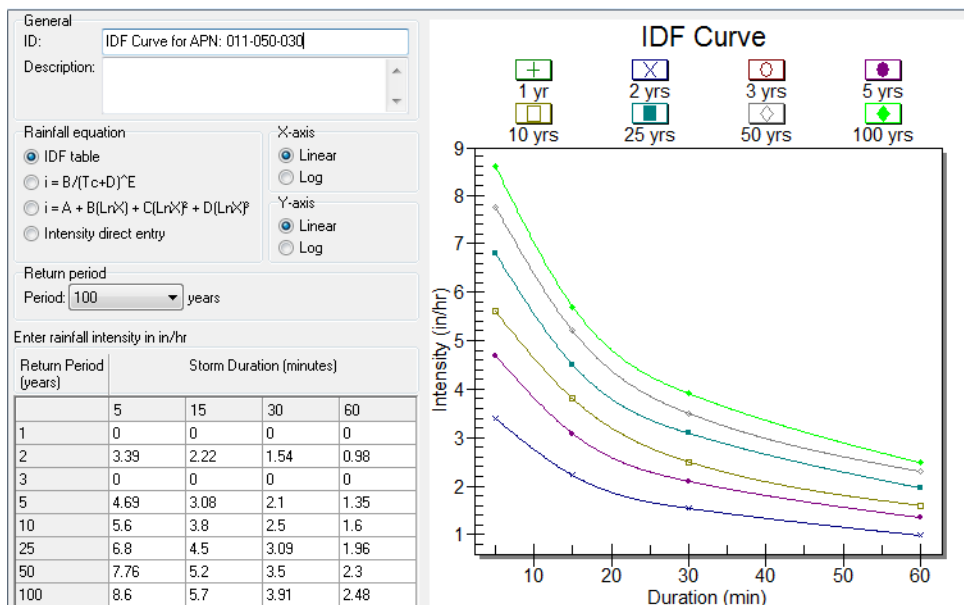 General
ID: IDF Curve for APN: 011-050-030
Description:
Rainfall equation
IDF table
i = B/(Tc+D)^E
i = A + B(LnX) + C(LnX)² + D(LnX)³
Intensity direct entry
X-axis
Linear
Log
Y-axis
Linear
Log
Return period
Period: 100 years
Enter rainfall intensity in in/hr
Return Period (years) Storm Duration (minutes)
5 15 30 60
1 0 0 0 0
2 3.39 2.22 1.54 0.98
3 0 0 0 0
5 4.69 3.08 2.1 1.35
10 5.6 3.8 2.5 1.6
25 6.8 4.5 3.09 1.96
50 7.76 5.2 3.5 2.3
100 8.6 5.7 3.91 2.48
IDF Curve
1 yr 2 yrs 3 yrs 5 yrs
10 yrs 25 yrs 50 yrs 100 yrs
Intensity (in/hr)
9
8
7
6
5
4
3
2
1
10 20 30 40 50 60
Duration (min)